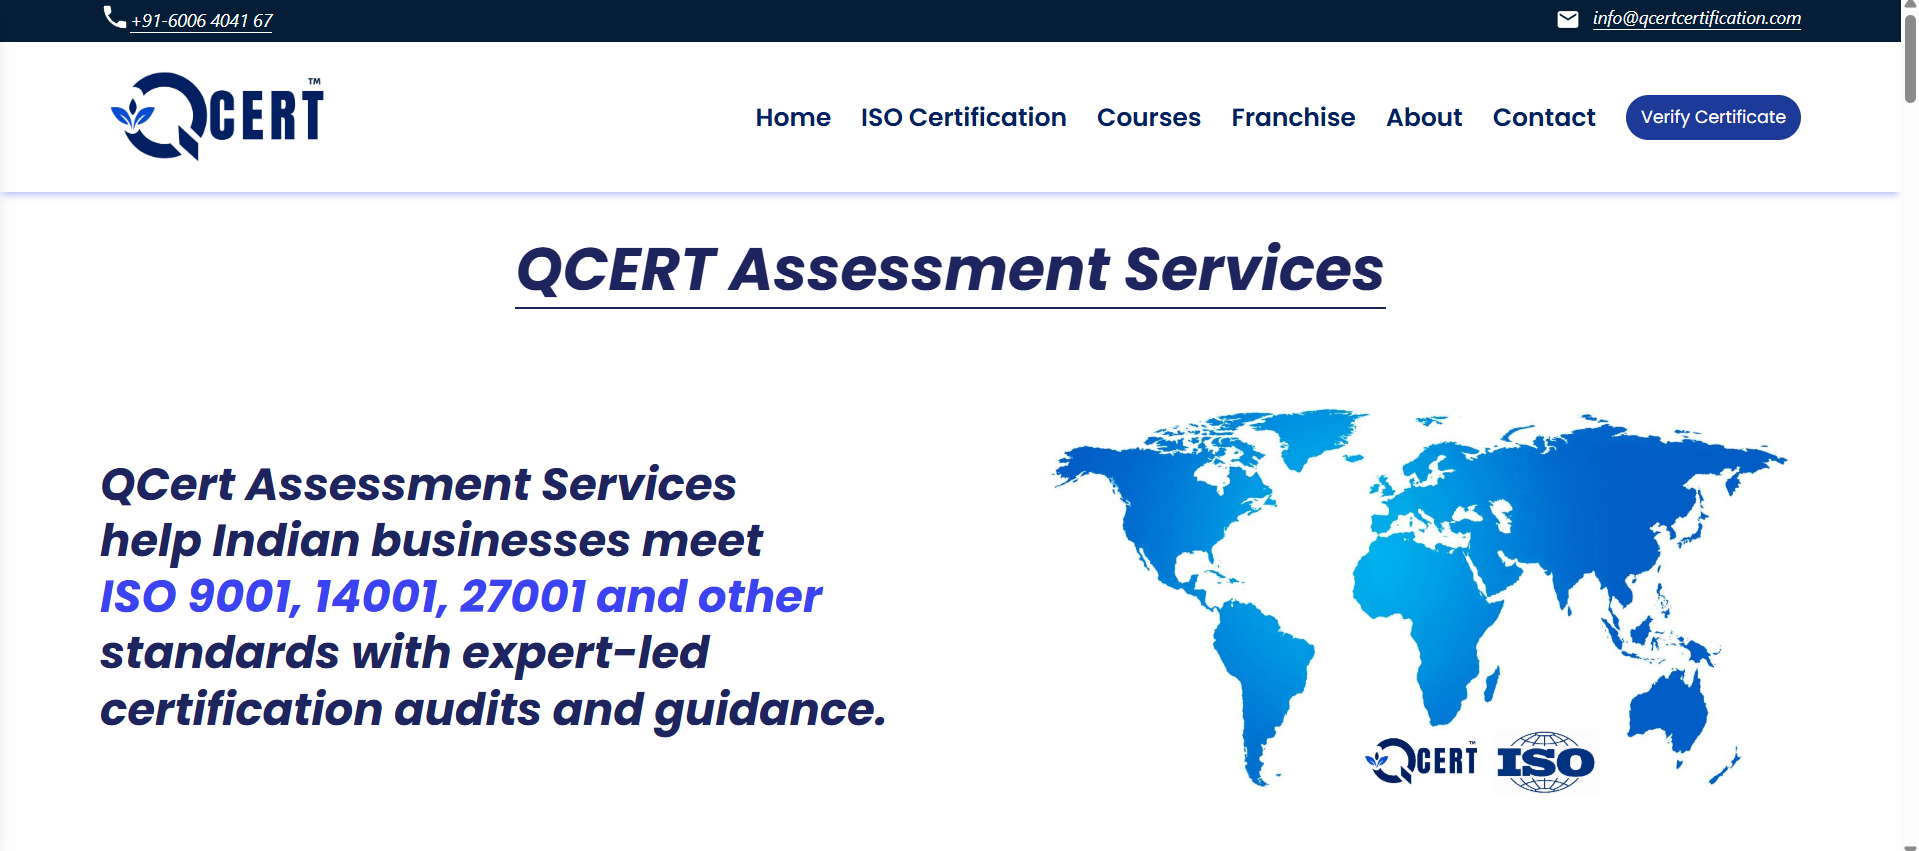 +91-6006 4041 67
info@qcertcertification.com
QCERT™
Home
ISO Certification
Courses
Franchise
About
Contact
Verify Certificate
QCERT Assessment Services
QCert Assessment Services
help Indian businesses meet
ISO 9001, 14001, 27001 and other
standards with expert-led
certification audits and guidance.
QCERT™
ISO